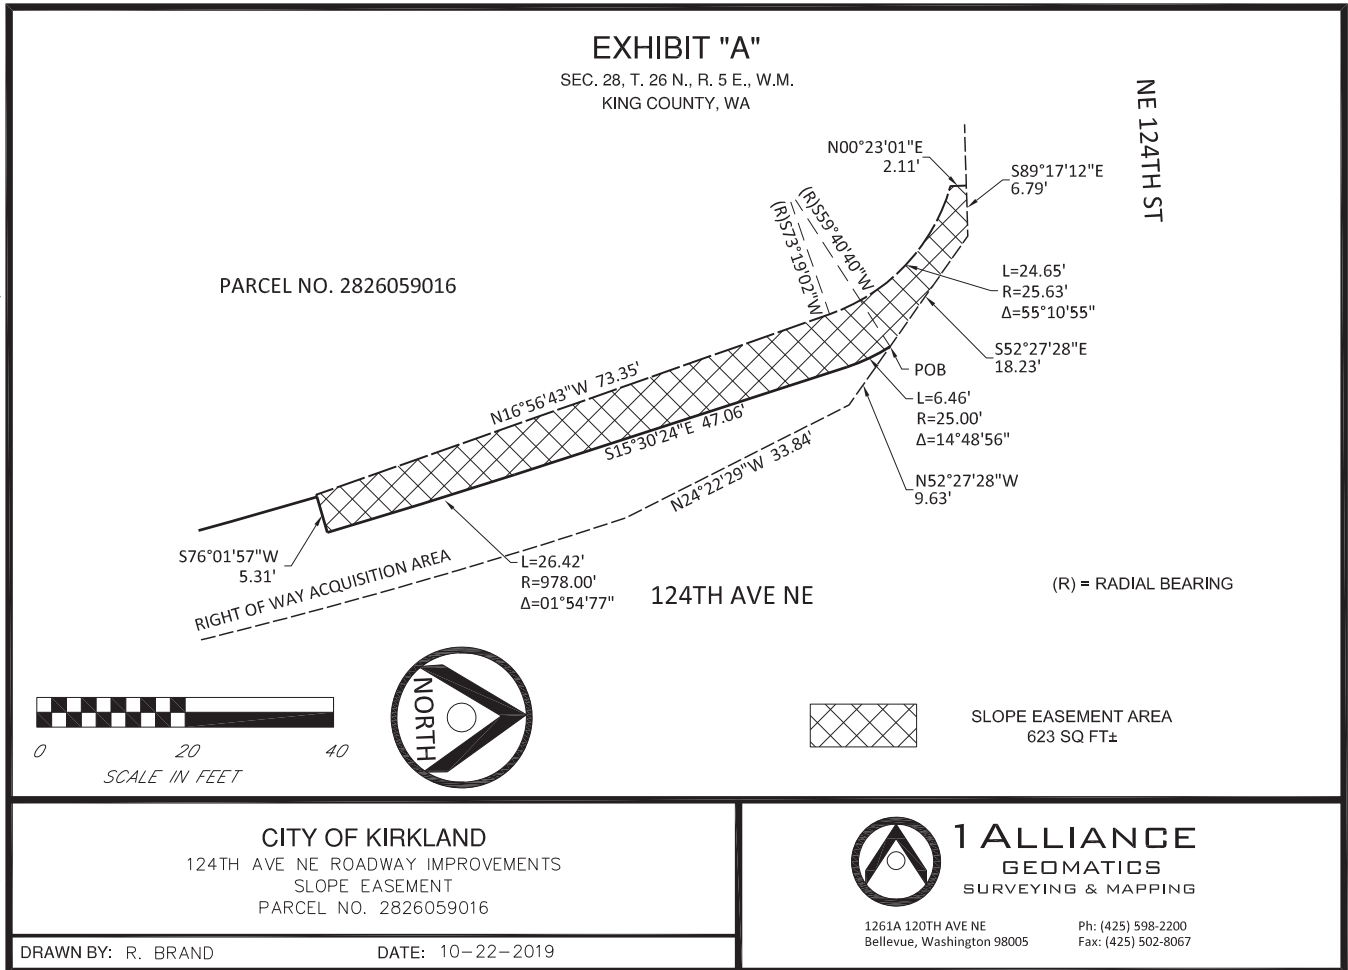 EXHIBIT "A"
SEC. 28, T. 26 N., R. 5 E., W.M.
KING COUNTY, WA
NE 124TH ST
N00°23'01"E
2.11'
S89°17'12"E
6.79'
(R)S59°40'40"W
(R)S73°19'02"W
PARCEL NO. 2826059016
L=24.65'
R=25.63'
Δ=55°10'55"
S52°27'28"E
18.23'
POB
N16°56'43"W 73.35'
L=6.46'
R=25.00'
Δ=14°48'56"
S15°30'24"E 47.06'
N24°22'29"W 33.84'
N52°27'28"W
9.63'
S76°01'57"W
5.31'
RIGHT OF WAY ACQUISITION AREA
L=26.42'
R=978.00'
Δ=01°54'77"
124TH AVE NE
(R) = RADIAL BEARING
NORTH
0 20 40
SCALE IN FEET
SLOPE EASEMENT AREA
623 SQ FT±
CITY OF KIRKLAND
124TH AVE NE ROADWAY IMPROVEMENTS
SLOPE EASEMENT
PARCEL NO. 2826059016
DRAWN BY: R. BRAND DATE: 10-22-2019
1 ALLIANCE
GEOMATICS
SURVEYING & MAPPING
1261A 120TH AVE NE Ph: (425) 598-2200
Bellevue, Washington 98005 Fax: (425) 502-8067